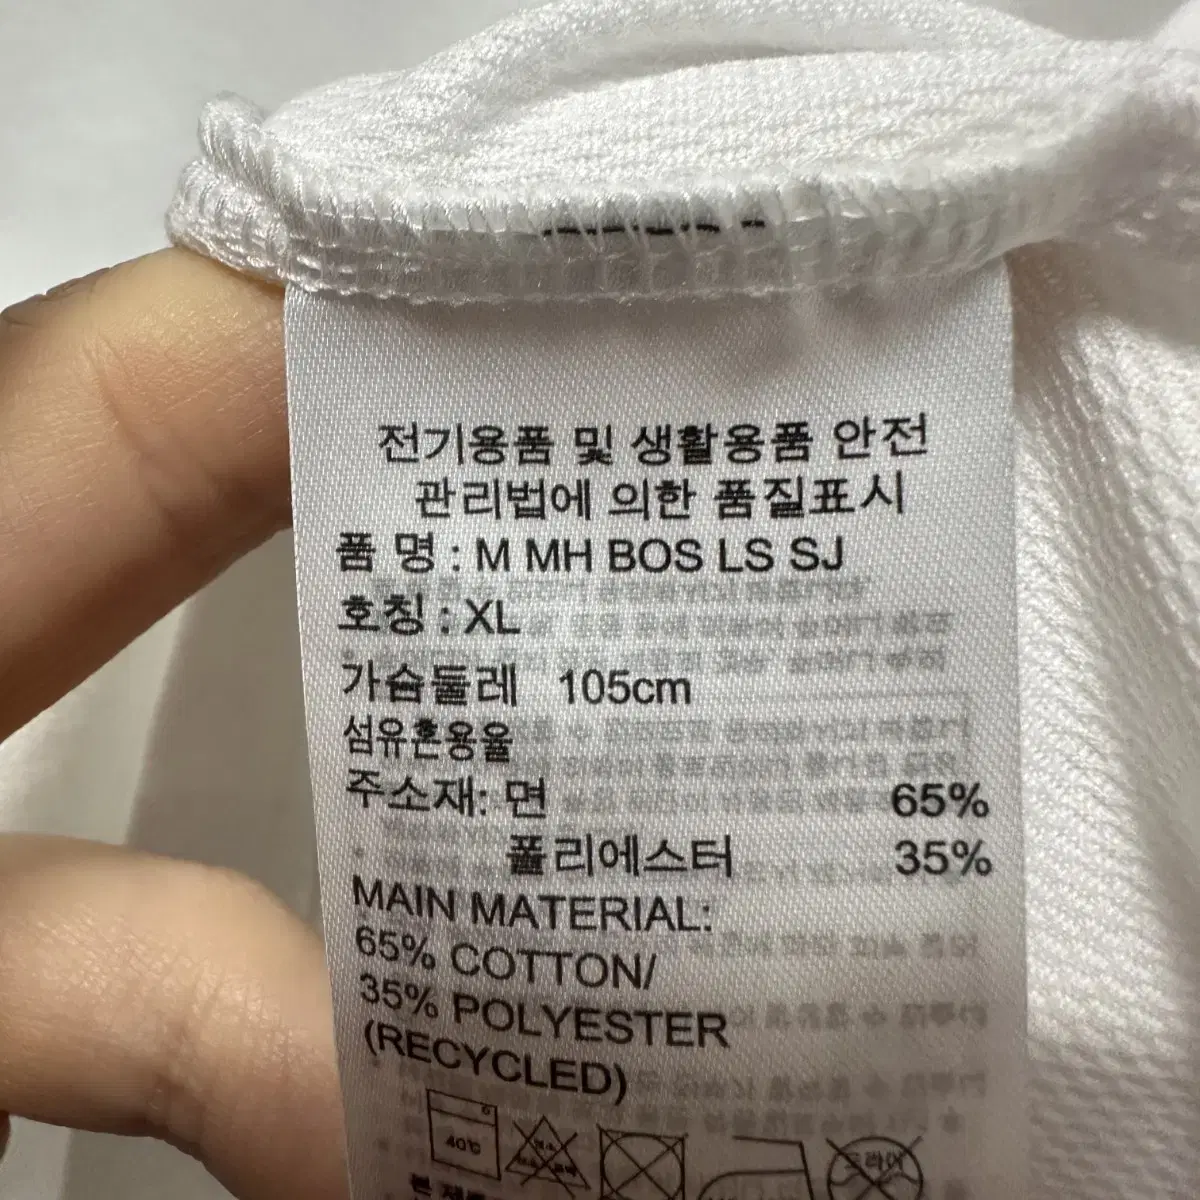 전기용품 및 생활용품 안전
관리법에 의한 품질표시
품 명 : M MH BOS LS SJ
호칭 : XL
가슴둘레 105cm
섬유혼용율
주소재: 면 65%
폴리에스터 35%
MAIN MATERIAL:
65% COTTON/
35% POLYESTER
(RECYCLED)
40℃
드라이